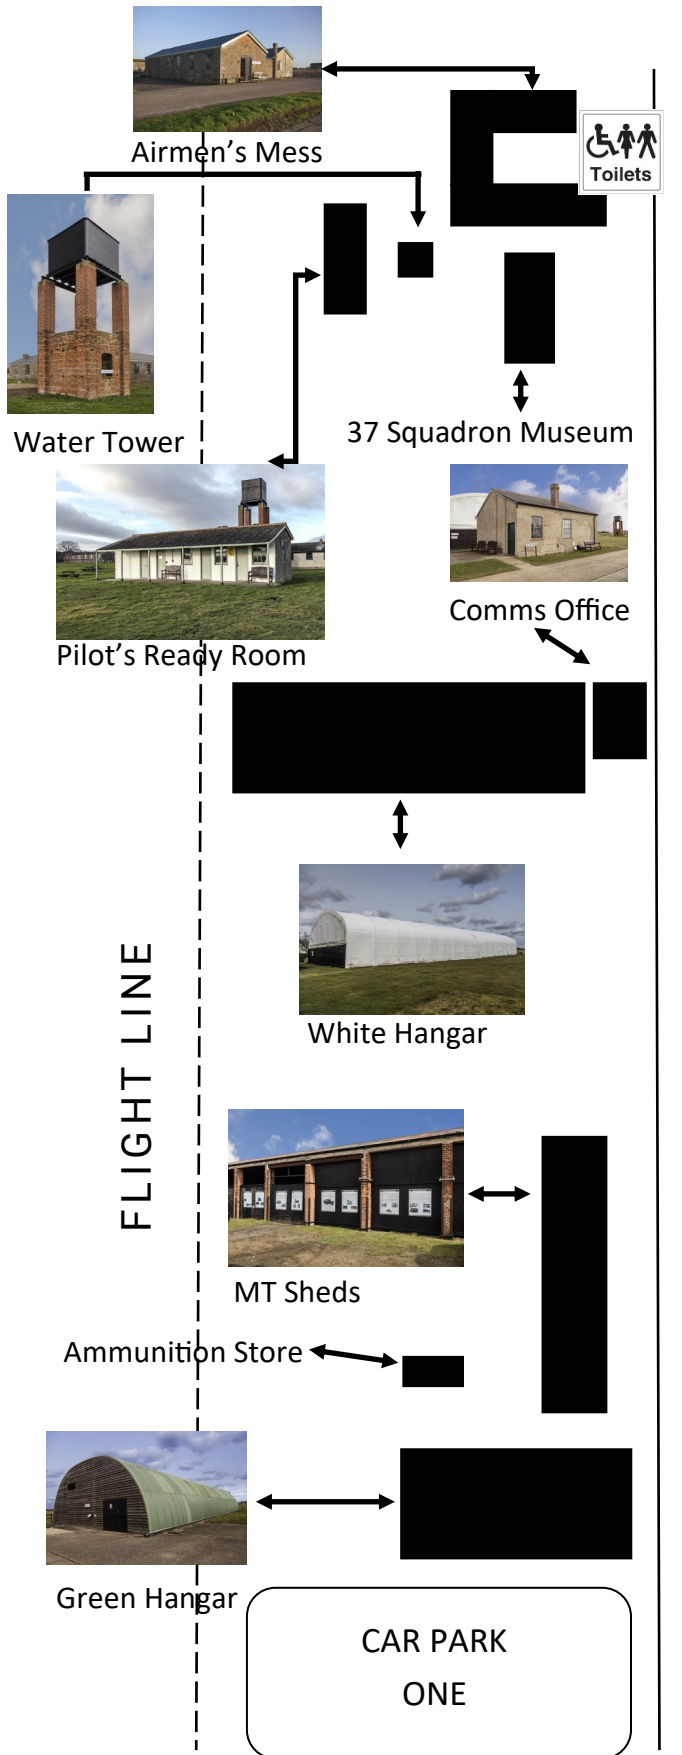 Airmen's Mess
Toilets
Water Tower
37 Squadron Museum
Comms Office
Pilot's Ready Room
White Hangar
FLIGHT LINE
MT Sheds
Ammunition Store
Green Hangar
CAR PARK
ONE